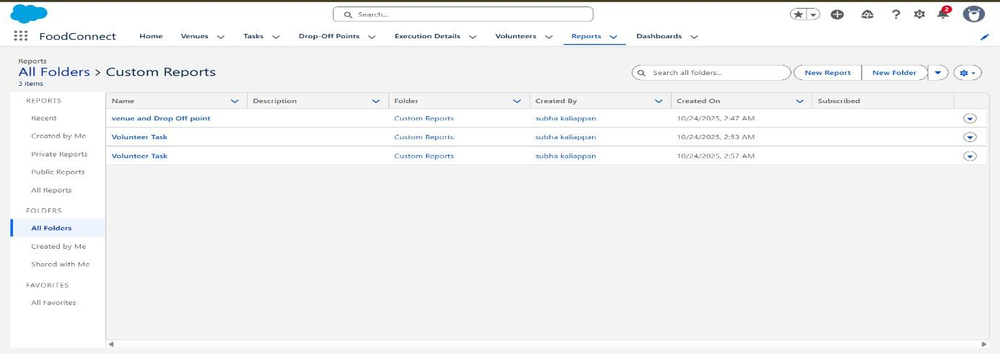 Search...
2
FoodConnect Home Venues Tasks Drop-Off Points Execution Details Volunteers Reports Dashboards
Reports
All Folders > Custom Reports
3 items
Search all folders...
New Report New Folder
REPORTS
Recent
Created by Me
Private Reports
Public Reports
All Reports
FOLDERS
All Folders
Created by Me
Shared with Me
FAVORITES
All Favorites
Name Description Folder Created By Created On Subscribed
venue and Drop Off point Custom Reports subha kaliappan 10/24/2025, 2:47 AM
Volunteer Task Custom Reports subha kaliappan 10/24/2025, 2:53 AM
Volunteer Task Custom Reports subha kaliappan 10/24/2025, 2:57 AM